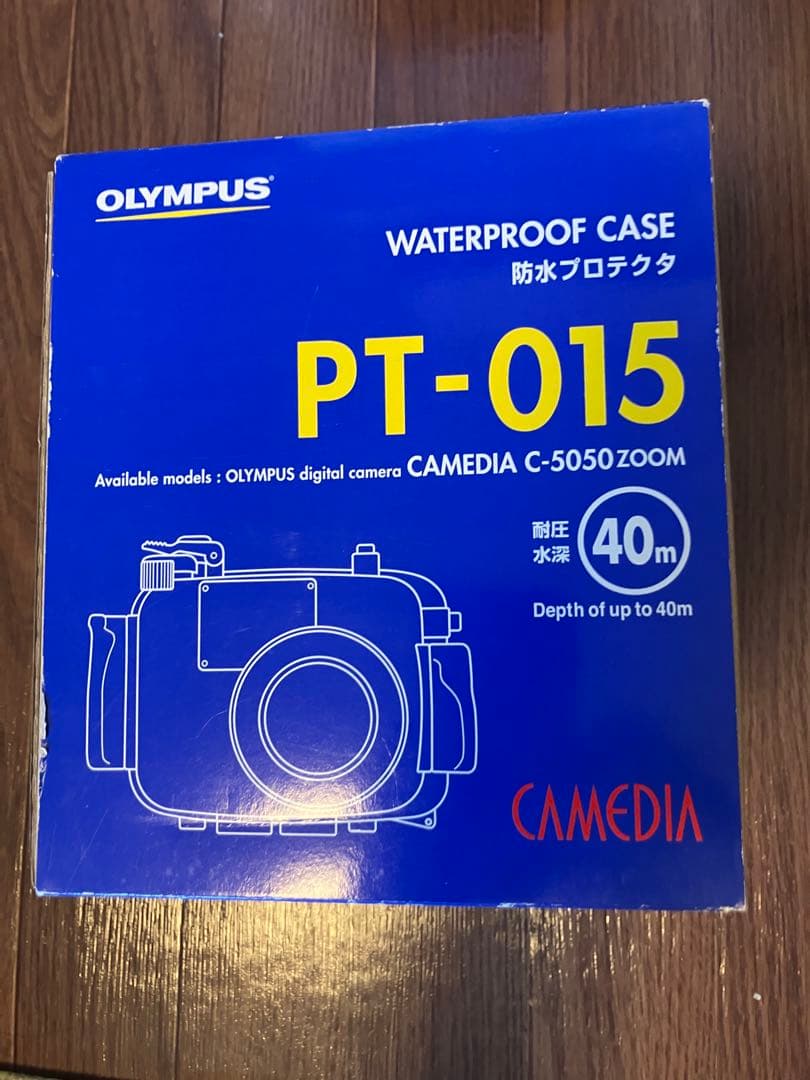 OLYMPUS®
WATERPROOF CASE
防水プロテクタ
PT-015
Available models : OLYMPUS digital camera CAMEDIA C-5050ZOOM
耐圧
水深
40m
Depth of up to 40m
CAMEDIA